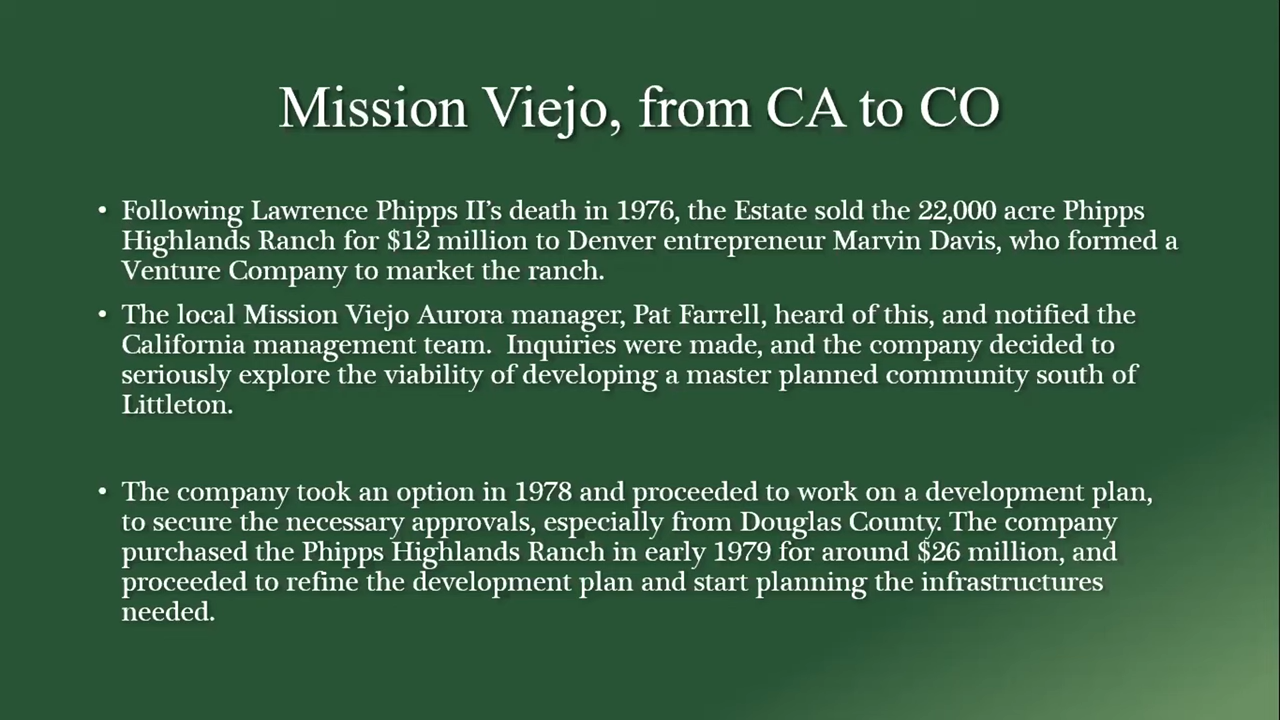 Mission Viejo, from CA to CO
• Following Lawrence Phipps II’s death in 1976, the Estate sold the 22,000 acre Phipps
Highlands Ranch for $12 million to Denver entrepreneur Marvin Davis, who formed a
Venture Company to market the ranch.
• The local Mission Viejo Aurora manager, Pat Farrell, heard of this, and notified the
California management team.  Inquiries were made, and the company decided to
seriously explore the viability of developing a master planned community south of
Littleton.
• The company took an option in 1978 and proceeded to work on a development plan,
to secure the necessary approvals, especially from Douglas County. The company
purchased the Phipps Highlands Ranch in early 1979 for around $26 million, and
proceeded to refine the development plan and start planning the infrastructures
needed.